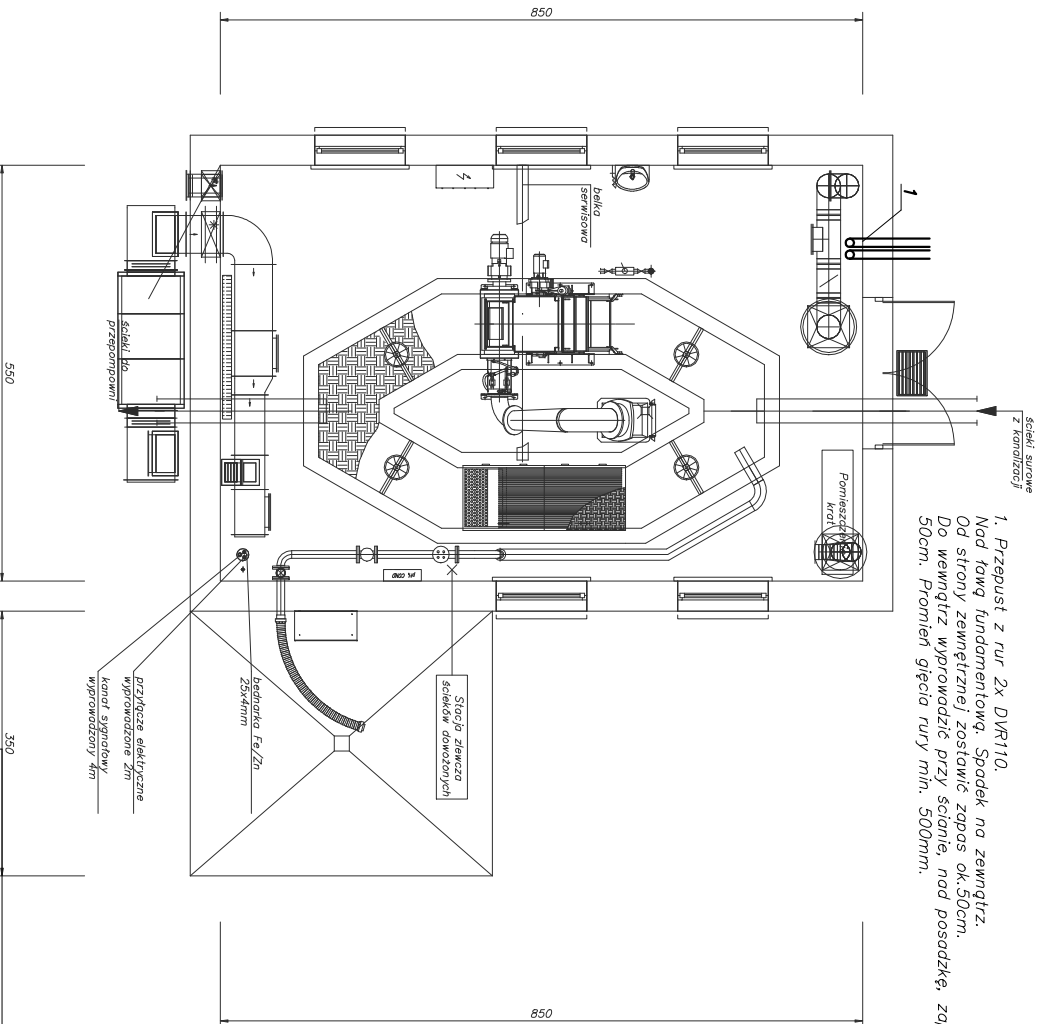 850
1
belka
serwisowa
ścieki surowe
z kanalizacji
ścieki do
przepompowni
550
350
krat
pH, COND
Stacja zlewcza
ścieków dowożonych
bednarka Fe/Zn
25x4mm
przyłącze elektryczne
wyprowadzone 2m
kanał sygnałowy
wyprowadzony 4m
1. Przepust z rur 2x DVR110.
Nad ławą fundamentową. Spadek na zewnątrz.
Od strony zewnętrznej zostawić zapas ok.50cm.
Do wewnątrz wyprowadzić przy ścianie, nad posadzkę,
50cm. Promień gięcia rury min. 500mm.
850